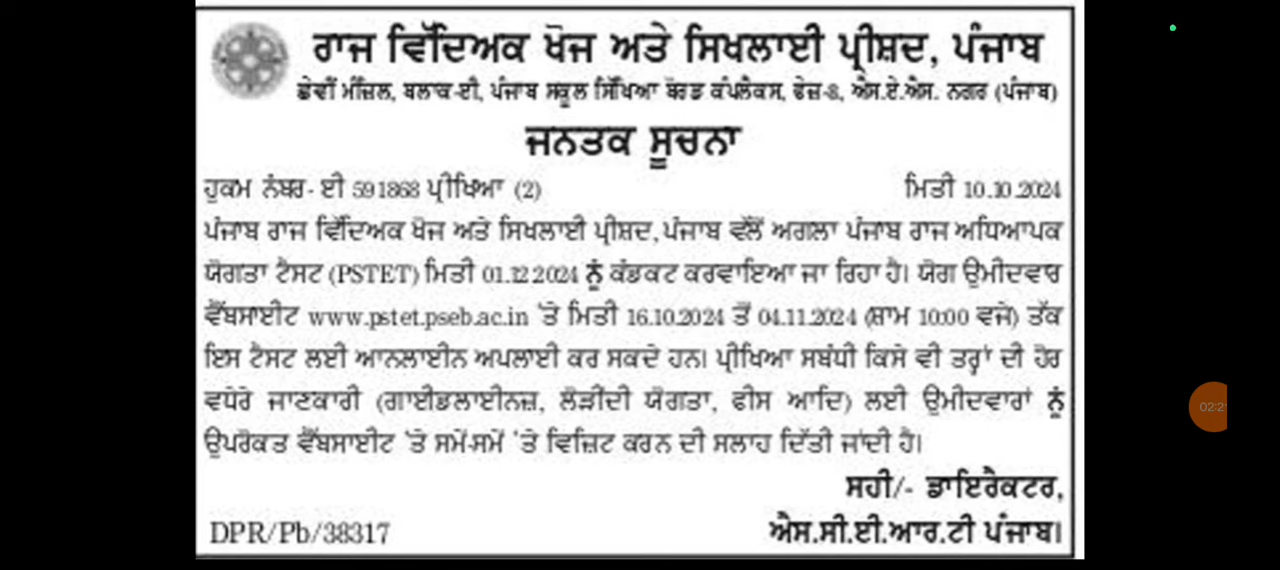 ਰਾਜ ਵਿੱਦਿਅਕ ਖੋਜ ਅਤੇ ਸਿਖਲਾਈ ਪ੍ਰੀਸ਼ਦ, ਪੰਜਾਬ
ਛੇਵੀਂ ਮੰਜ਼ਿਲ, ਬਲਾਕ-ਈ, ਪੰਜਾਬ ਸਕੂਲ ਸਿੱਖਿਆ ਬੋਰਡ ਕੰਪਲੈਕਸ, ਫੇਜ਼-8, ਐਸ.ਏ.ਐਸ. ਨਗਰ (ਪੰਜਾਬ)
ਜਨਤਕ ਸੂਚਨਾ
ਹੁਕਮ ਨੰਬਰ- ਈ 591868 ਪ੍ਰੀਖਿਆ (2) ਮਿਤੀ 10.10.2024
ਪੰਜਾਬ ਰਾਜ ਵਿੱਦਿਅਕ ਖੋਜ ਅਤੇ ਸਿਖਲਾਈ ਪ੍ਰੀਸ਼ਦ, ਪੰਜਾਬ ਵੱਲੋਂ ਅਗਲਾ ਪੰਜਾਬ ਰਾਜ ਅਧਿਆਪਕ
ਯੋਗਤਾ ਟੈਸਟ (PSTET) ਮਿਤੀ 01.12.2024 ਨੂੰ ਕੰਡਕਟ ਕਰਵਾਇਆ ਜਾ ਰਿਹਾ ਹੈ। ਯੋਗ ਉਮੀਦਵਾਰ
ਵੈੱਬਸਾਈਟ www.pstet.pseb.ac.in 'ਤੇ ਮਿਤੀ 16.10.2024 ਤੋਂ 04.11.2024 (ਸ਼ਾਮ 10:00 ਵਜੇ) ਤੱਕ
ਇਸ ਟੈਸਟ ਲਈ ਆਨਲਾਈਨ ਅਪਲਾਈ ਕਰ ਸਕਦੇ ਹਨ। ਪ੍ਰੀਖਿਆ ਸਬੰਧੀ ਕਿਸੇ ਵੀ ਤਰ੍ਹਾਂ ਦੀ ਹੋਰ
ਵਧੇਰੇ ਜਾਣਕਾਰੀ (ਗਾਈਡਲਾਈਨਜ਼, ਲੋੜੀਂਦੀ ਯੋਗਤਾ, ਫੀਸ ਆਦਿ) ਲਈ ਉਮੀਦਵਾਰਾਂ ਨੂੰ
ਉਪਰੋਕਤ ਵੈੱਬਸਾਈਟ 'ਤੇ ਸਮੇਂ-ਸਮੇਂ 'ਤੇ ਵਿਜ਼ਿਟ ਕਰਨ ਦੀ ਸਲਾਹ ਦਿੱਤੀ ਜਾਂਦੀ ਹੈ।
ਸਹੀ/- ਡਾਇਰੈਕਟਰ,
DPR/Pb/38317 ਐਸ.ਸੀ.ਈ.ਆਰ.ਟੀ ਪੰਜਾਬ।